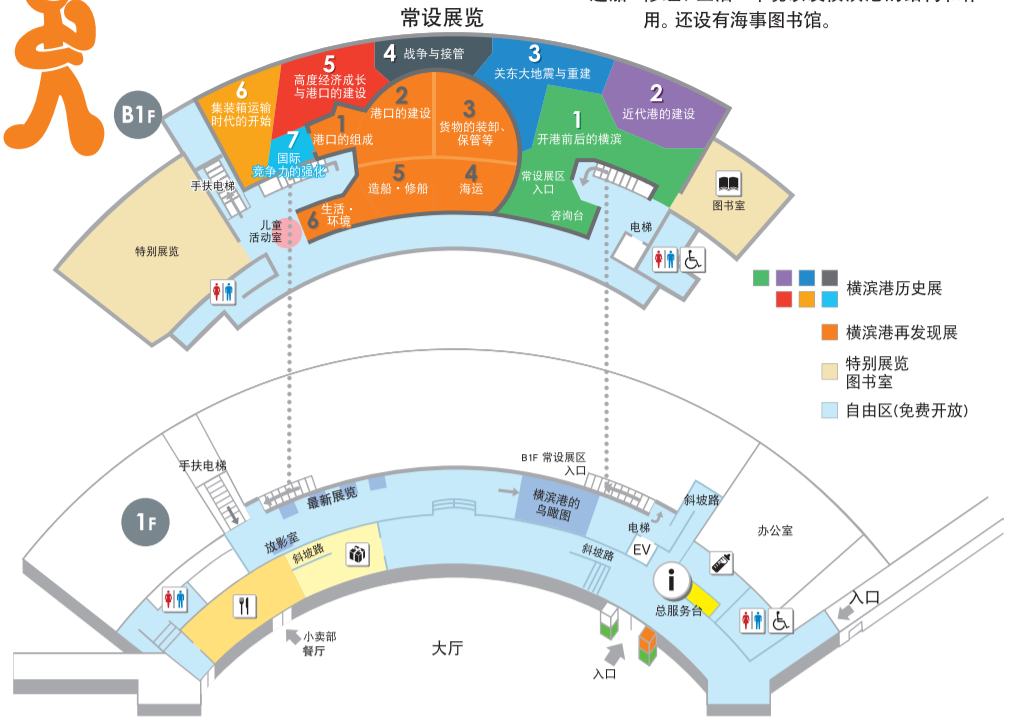 用。还设有海事图书馆。
常设展览
B1F
4 战争与接管
5
高度经济成长
与港口的建设
3
关东大地震与重建
6
集装箱运输
时代的开始
2
近代港的建设
2
港口的建设
3
货物的装卸、
保管等
1
港口的组成
1
开港前后的横滨
7
国际
竞争力的强化
5
造船・修船
4
海运
6 生活・
环境
常设展区
入口
咨询台
手扶电梯
儿童
活动室
特别展览
电梯
图书室
横滨港历史展
横滨港再发现展
特别展览
图书室
自由区(免费开放)
1F
手扶电梯
B1F 常设展区
入口
最新展览
横滨港的
鸟瞰图
斜坡路
放影室
斜坡路
斜坡路
电梯
EV
办公室
i
总服务台
入口
小卖部
餐厅
大厅
入口